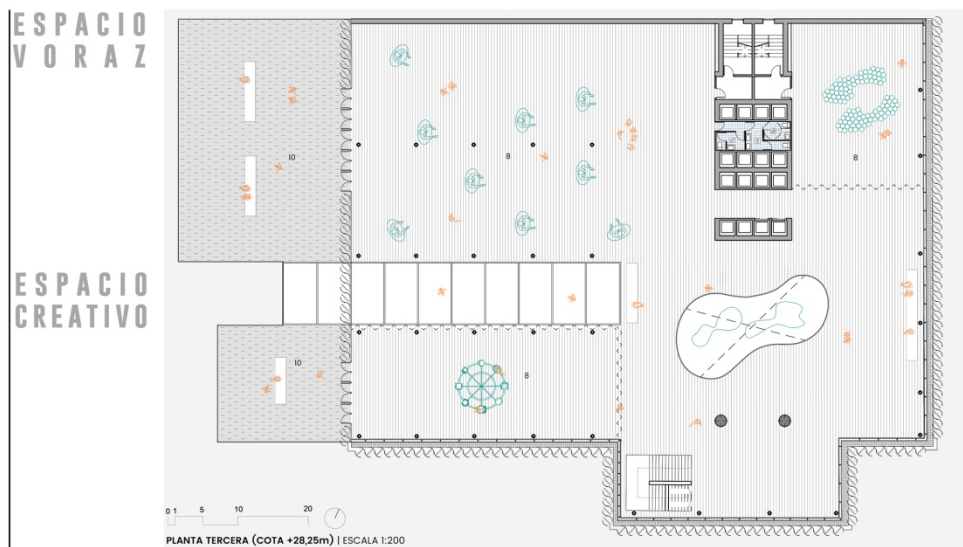 ESPACIO
VORAZ
ESPACIO
CREATIVO
10
8
8
10
8
0 1 5 10 20
PLANTA TERCERA (COTA +28,25m) | ESCALA 1:200